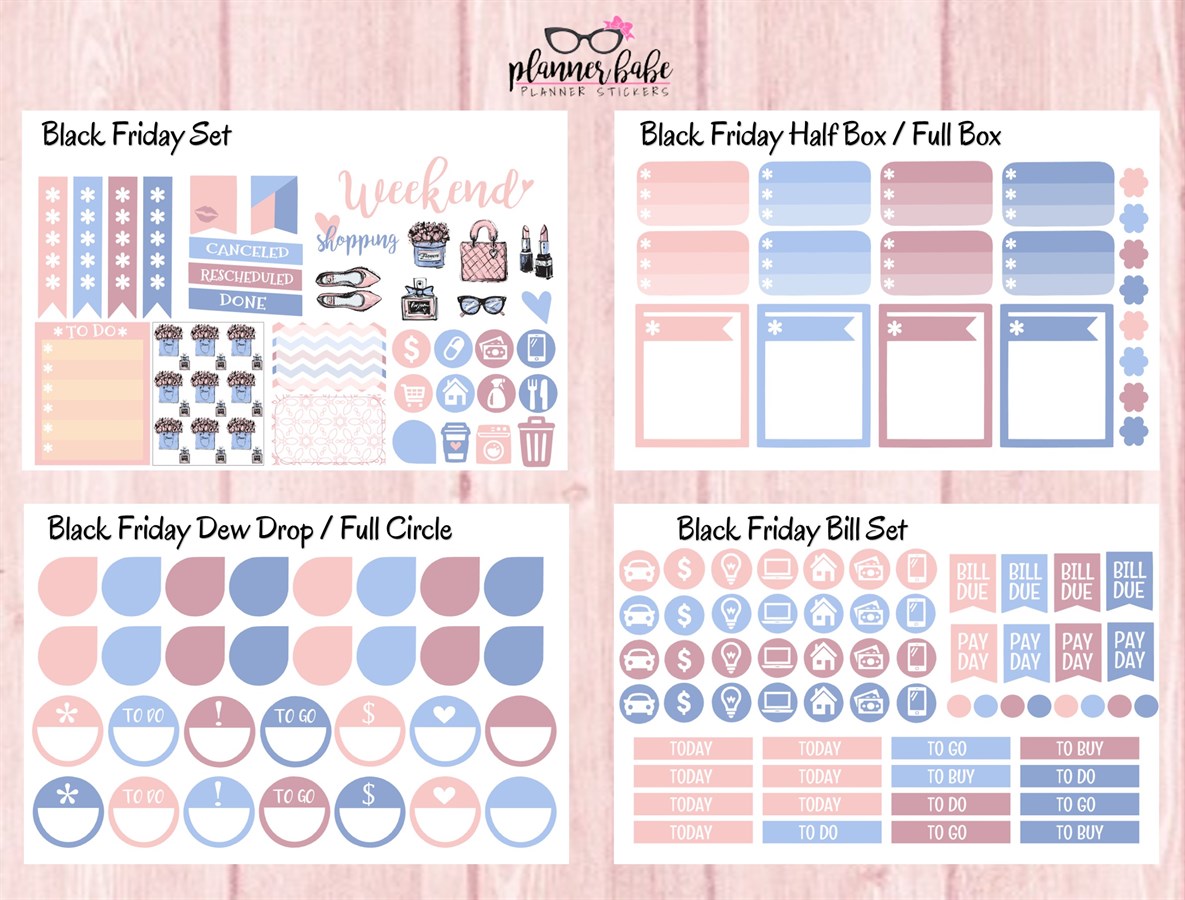 planner babe
PLANNER STICKERS
Black Friday Set
Weekend
shopping
CANCELED
RESCHEDULED
DONE
*TO DO*
$
Black Friday Half Box / Full Box
Black Friday Dew Drop / Full Circle
* TO DO ! TO GO $
* TO DO ! TO GO $
Black Friday Bill Set
$
$
$
$
BILL DUE BILL DUE BILL DUE BILL DUE
PAY DAY PAY DAY PAY DAY PAY DAY
TODAY TODAY TO GO TO BUY
TODAY TODAY TO BUY TO DO
TODAY TODAY TO DO TO GO
TODAY TO DO TO GO TO BUY